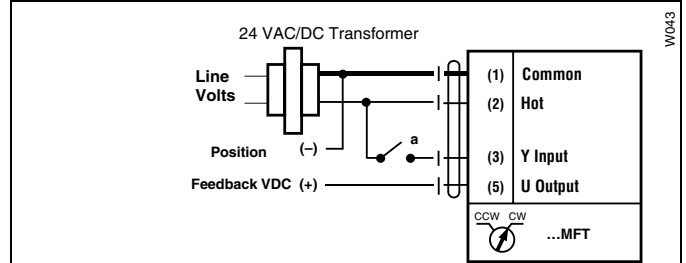 24 VAC/DC Transformer
W043
Line
Volts
(1) Common
(2) Hot
a
Position (–)
(3) Y Input
Feedback VDC (+)
(5) U Output
CCW CW
...MFT